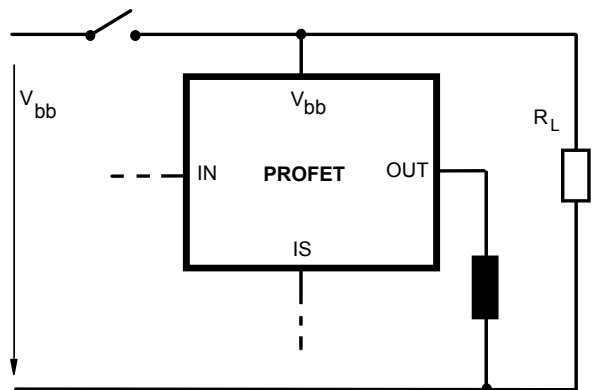 V_bb
V_bb
R_L
IN
PROFET
OUT
IS